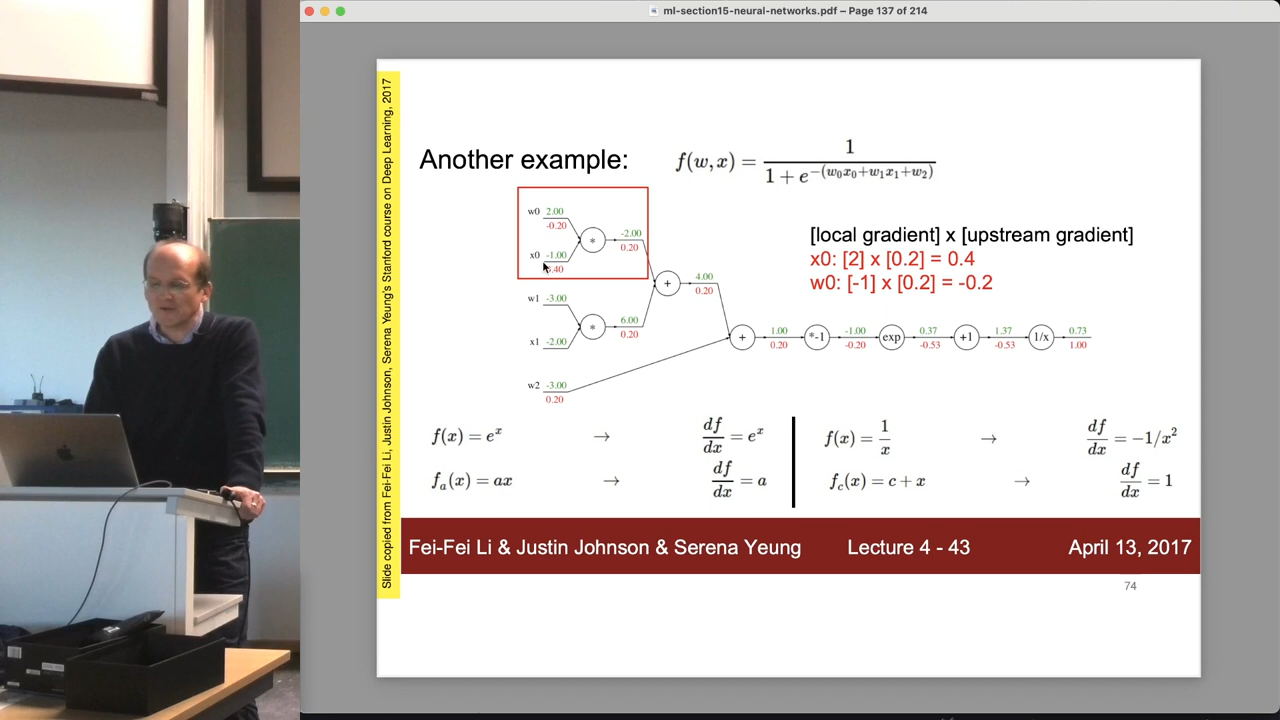 ml-section15-neural-networks.pdf – Page 137 of 214
Slide copied from Fei-Fei Li, Justin Johnson, Serena Yeung's Stanford course on Deep Learning, 2017
Another example:
f(w, x) = 1 / (1 + e^{-(w₀x₀+w₁x₁+w₂)})
w0 2.00
-0.20
* -2.00
0.20
x0 -1.00
.40
[local gradient] x [upstream gradient]
x0: [2] x [0.2] = 0.4
w0: [-1] x [0.2] = -0.2
+ 4.00
0.20
w1 -3.00
* 6.00
0.20
x1 -2.00
+ 1.00 *-1 -1.00 exp 0.37 +1 1.37 1/x 0.73
0.20 -0.20 -0.53 -0.53 1.00
w2 -3.00
0.20
f(x) = eˣ → df/dx = eˣ
f(x) = 1/x → df/dx = −1/x²
fₐ(x) = ax → df/dx = a
f_c(x) = c + x → df/dx = 1
Fei-Fei Li & Justin Johnson & Serena Yeung Lecture 4 - 43 April 13, 2017
74